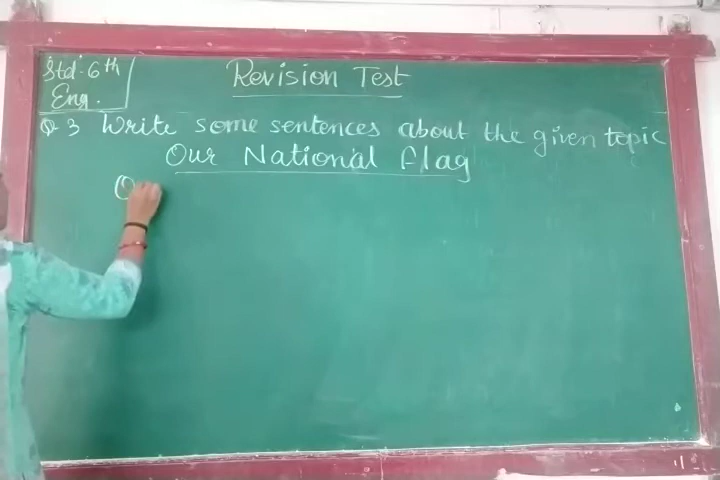 Std: 6th
Eng.
Revision Test
Q 3 Write some sentences about the given topic
Our National flag
O